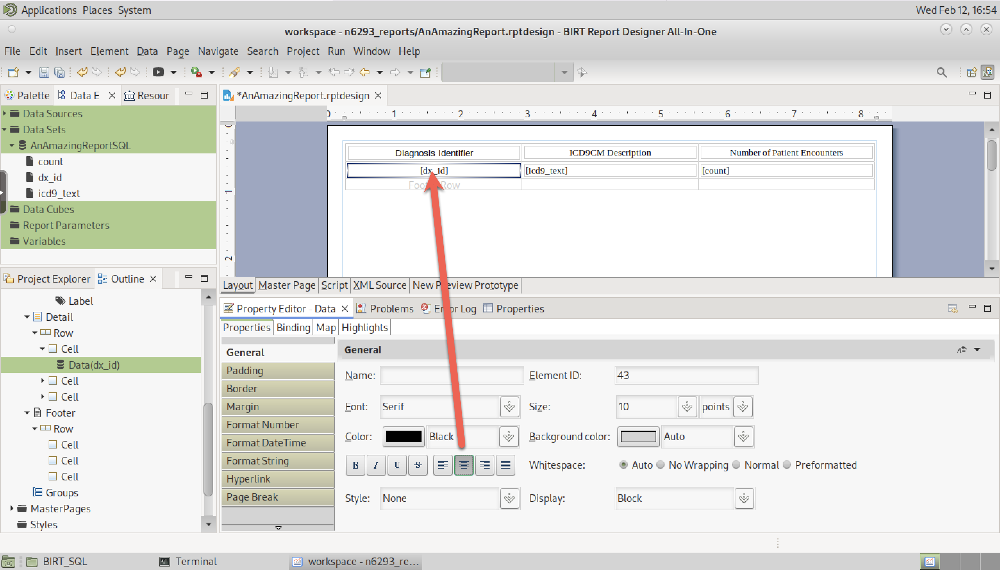 Applications Places System Wed Feb 12, 16:54
workspace - n6293_reports/AnAmazingReport.rptdesign - BIRT Report Designer All-In-One
File Edit Insert Element Data Page Navigate Search Project Run Window Help
Palette Data E Resour
*AnAmazingReport.rptdesign
Data Sources
Data Sets
AnAmazingReportSQL
count
dx_id
icd9_text
Data Cubes
Report Parameters
Variables
0 1 2 3 4 5 6 7 8
0
1
2
Diagnosis Identifier ICD9CM Description Number of Patient Encounters
[dx_id] [icd9_text] [count]
Footer Row
Layout Master Page Script XML Source New Preview Prototype
Project Explorer Outline
Label
Detail
Row
Cell
Data(dx_id)
Cell
Cell
Footer
Row
Cell
Cell
Cell
Groups
MasterPages
Styles
Property Editor - Data Problems Error Log Properties
Properties Binding Map Highlights
General
Padding
Border
Margin
Format Number
Format DateTime
Format String
Hyperlink
Page Break
General
Name: Element ID: 43
Font: Serif Size: 10 points
Color: Black Background color: Auto
B I U S Whitespace: Auto No Wrapping Normal Preformatted
Style: None Display: Block
BIRT_SQL Terminal workspace - n6293_re...